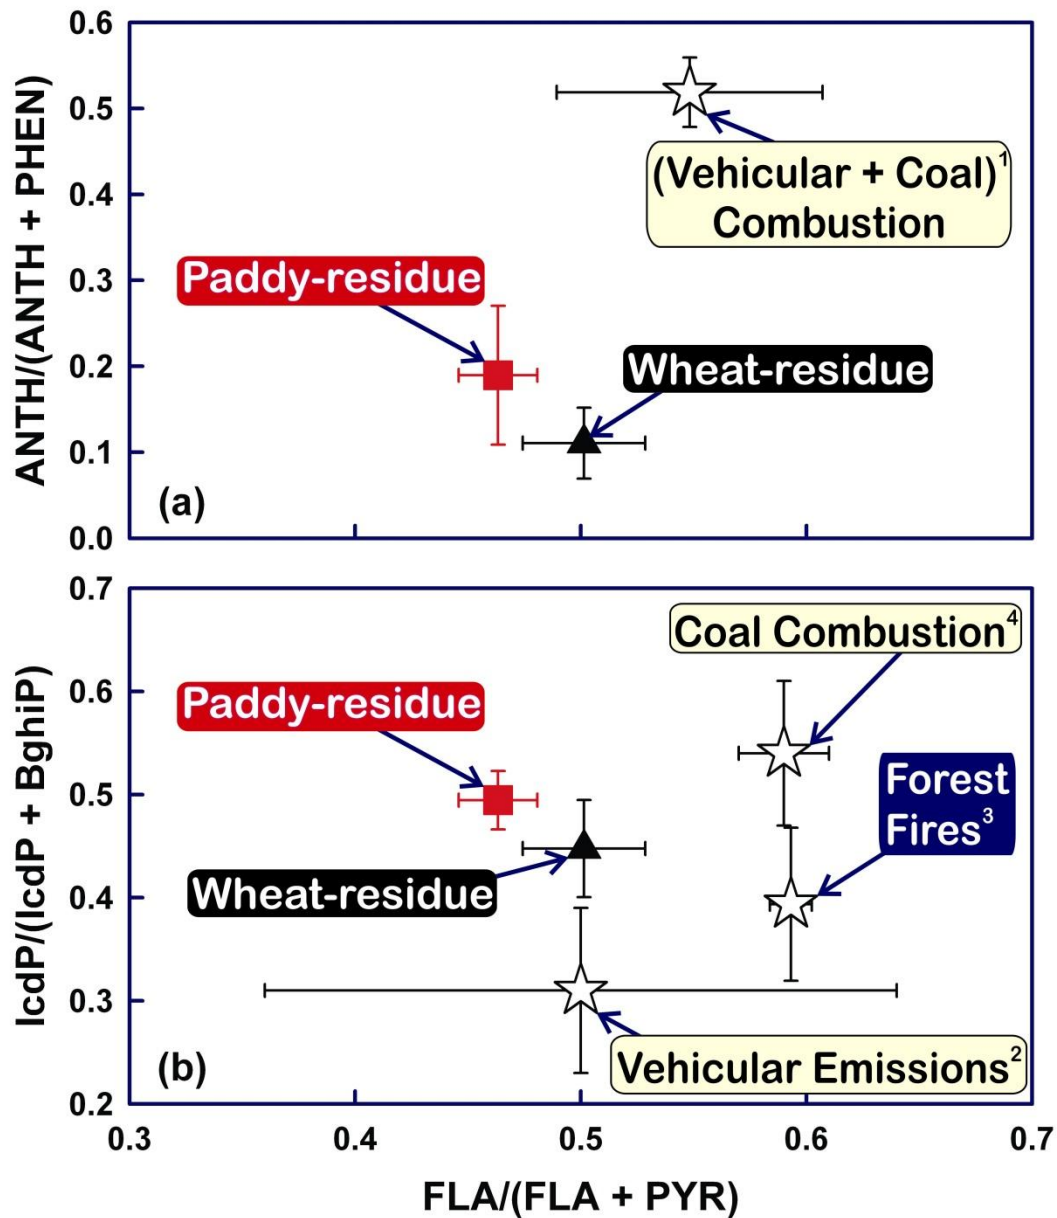 0.6
0.5
0.4
0.3
0.2
0.1
0.0
ANTH/(ANTH + PHEN)
(Vehicular + Coal)¹
Combustion
Paddy-residue
Wheat-residue
(a)
0.7
0.6
0.5
0.4
0.3
0.2
IcdP/(IcdP + BghiP)
Coal Combustion⁴
Paddy-residue
Forest
Fires³
Wheat-residue
Vehicular Emissions²
(b)
0.3 0.4 0.5 0.6 0.7
FLA/(FLA + PYR)